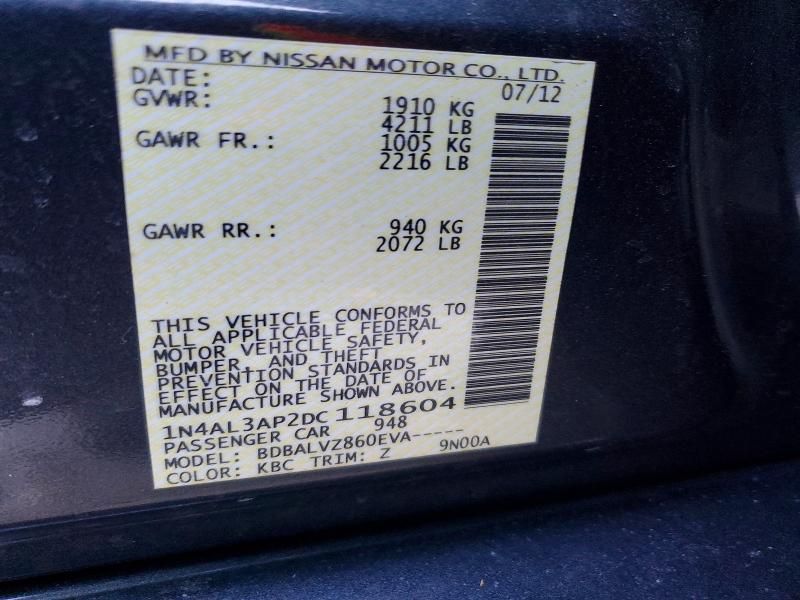 MFD BY NISSAN MOTOR CO., LTD.
DATE: 07/12
GVWR: 1910 KG
4211 LB
GAWR FR.: 1005 KG
2216 LB
GAWR RR.: 940 KG
2072 LB
THIS VEHICLE CONFORMS TO
ALL APPLICABLE FEDERAL
MOTOR VEHICLE SAFETY,
BUMPER, AND THEFT
PREVENTION STANDARDS IN
EFFECT ON THE DATE OF
MANUFACTURE SHOWN ABOVE.
1N4AL3AP2DC118604
PASSENGER CAR 948
MODEL: BDBALVZ860EVA-----
COLOR: KBC TRIM: Z 9N00A